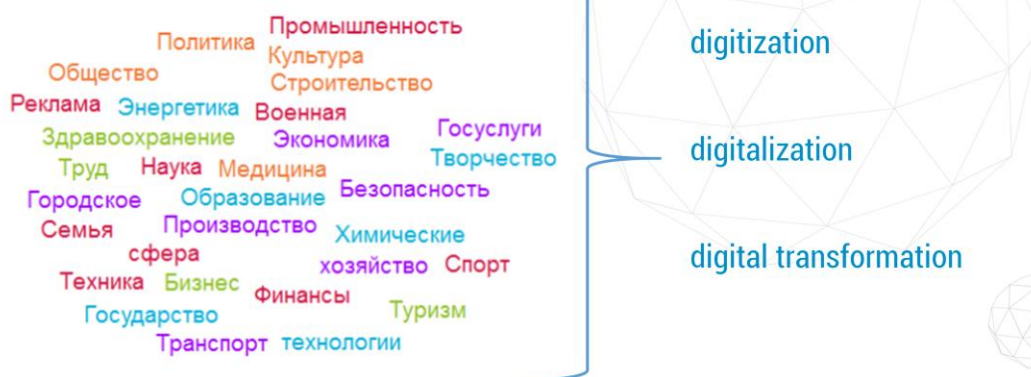 Промышленность
Политика
Культура
Общество
Строительство
Реклама Энергетика Военная
Здравоохранение Экономика Госуслуги
Труд Наука Медицина Творчество
Городское Образование Безопасность
Семья Производство Химические
сфера хозяйство Спорт
Техника Бизнес Финансы
Государство Туризм
Транспорт технологии
digitization
digitalization
digital transformation